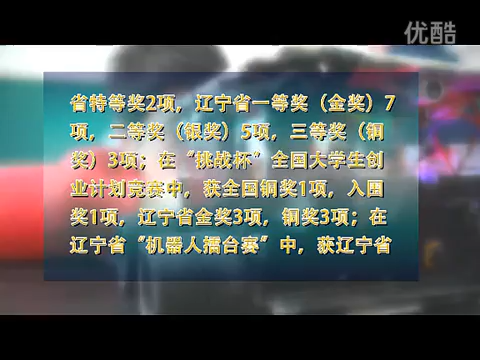 优酷
省特等奖2项，辽宁省一等奖（金奖）7
项，二等奖（银奖）5项，三等奖（铜
奖）3项；在“挑战杯”全国大学生创
业计划竞赛中，获全国铜奖1项，入围
奖1项，辽宁省金奖3项，铜奖3项；在
辽宁省“机器人擂台赛”中，获辽宁省